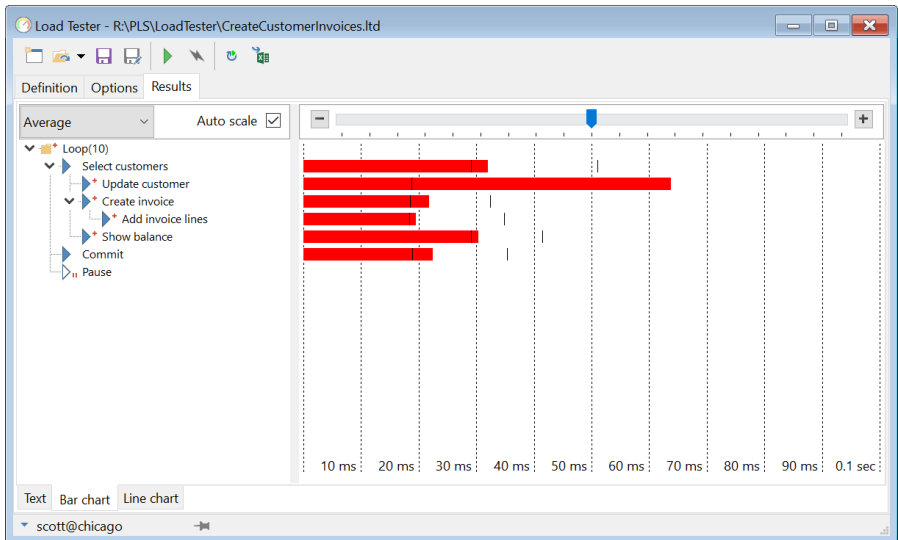 Load Tester - R:\PLS\LoadTester\CreateCustomerInvoices.ltd
Definition Options Results
Average Auto scale
Loop(10)
Select customers
Update customer
Create invoice
Add invoice lines
Show balance
Commit
Pause
10 ms 20 ms 30 ms 40 ms 50 ms 60 ms 70 ms 80 ms 90 ms 0.1 sec
Text Bar chart Line chart
scott@chicago